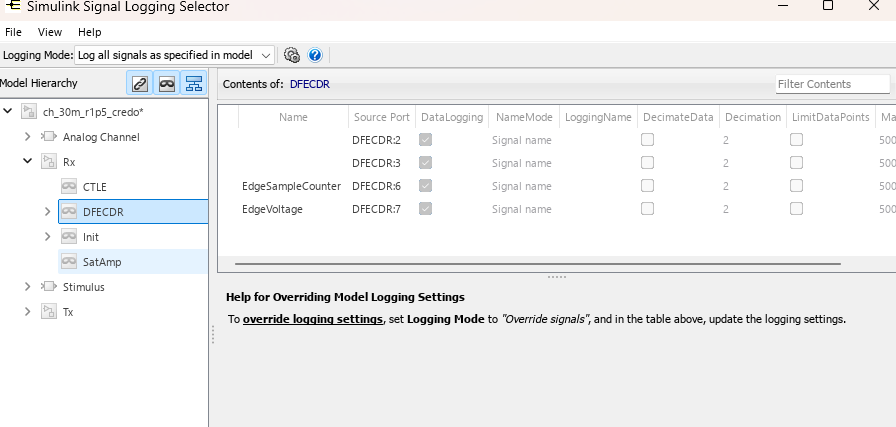 Simulink Signal Logging Selector
File View Help
Logging Mode: Log all signals as specified in model
Model Hierarchy
ch_30m_r1p5_credo*
Analog Channel
Rx
CTLE
DFECDR
Init
SatAmp
Stimulus
Tx
Contents of: DFECDR
Filter Contents
Name Source Port DataLogging NameMode LoggingName DecimateData Decimation LimitDataPoints Ma
DFECDR:2 Signal name 2 500
DFECDR:3 Signal name 2 500
EdgeSampleCounter DFECDR:6 Signal name 2 500
EdgeVoltage DFECDR:7 Signal name 2 500
Help for Overriding Model Logging Settings
To override logging settings, set Logging Mode to "Override signals", and in the table above, update the logging settings.